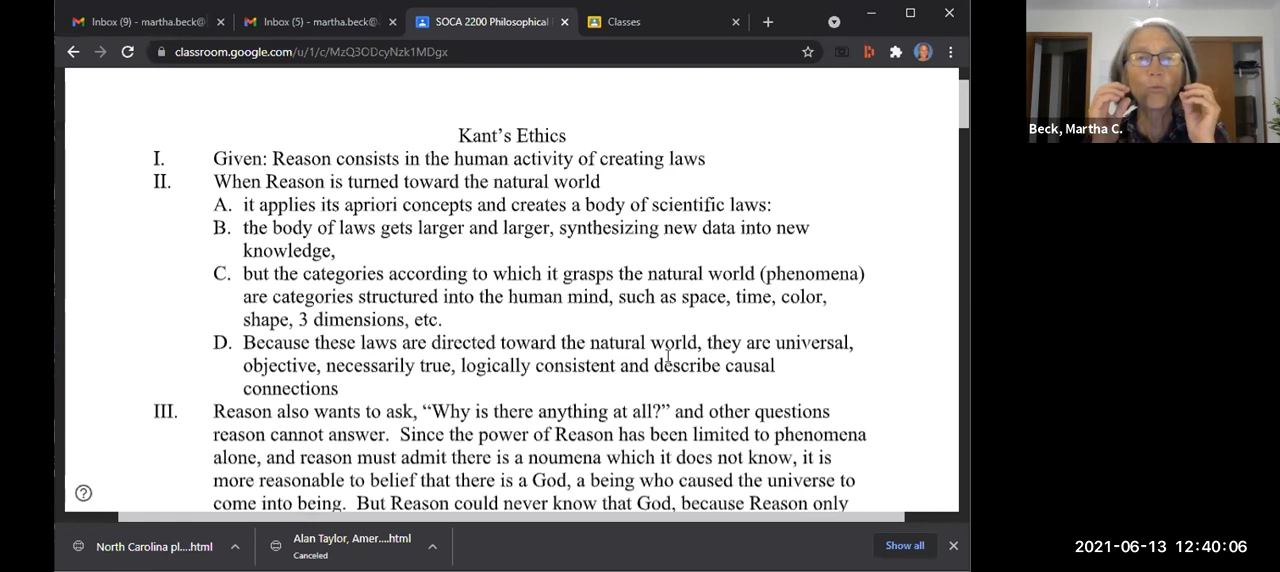 Inbox (9) - martha.beck@
Inbox (5) - martha.beck@
SOCA 2200 Philosophical
Classes
classroom.google.com/u/1/c/MzQ3ODcyNzk1MDgx
Beck, Martha C.
Kant's Ethics
I. Given: Reason consists in the human activity of creating laws
II. When Reason is turned toward the natural world
A. it applies its apriori concepts and creates a body of scientific laws:
B. the body of laws gets larger and larger, synthesizing new data into new
knowledge,
C. but the categories according to which it grasps the natural world (phenomena)
are categories structured into the human mind, such as space, time, color,
shape, 3 dimensions, etc.
D. Because these laws are directed toward the natural world, they are universal,
objective, necessarily true, logically consistent and describe causal
connections
III. Reason also wants to ask, “Why is there anything at all?” and other questions
reason cannot answer. Since the power of Reason has been limited to phenomena
alone, and reason must admit there is a noumena which it does not know, it is
more reasonable to belief that there is a God, a being who caused the universe to
come into being. But Reason could never know that God, because Reason only
North Carolina pl....html
Alan Taylor, Amer....html
Canceled
Show all
2021-06-13 12:40:06